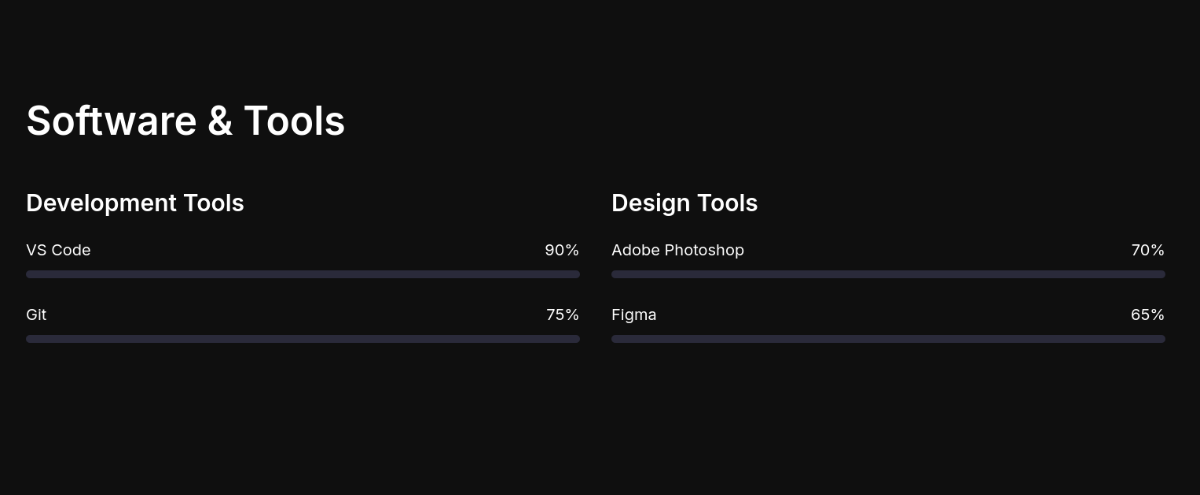 Software & Tools
Development Tools
VS Code 90%
Git 75%
Design Tools
Adobe Photoshop 70%
Figma 65%